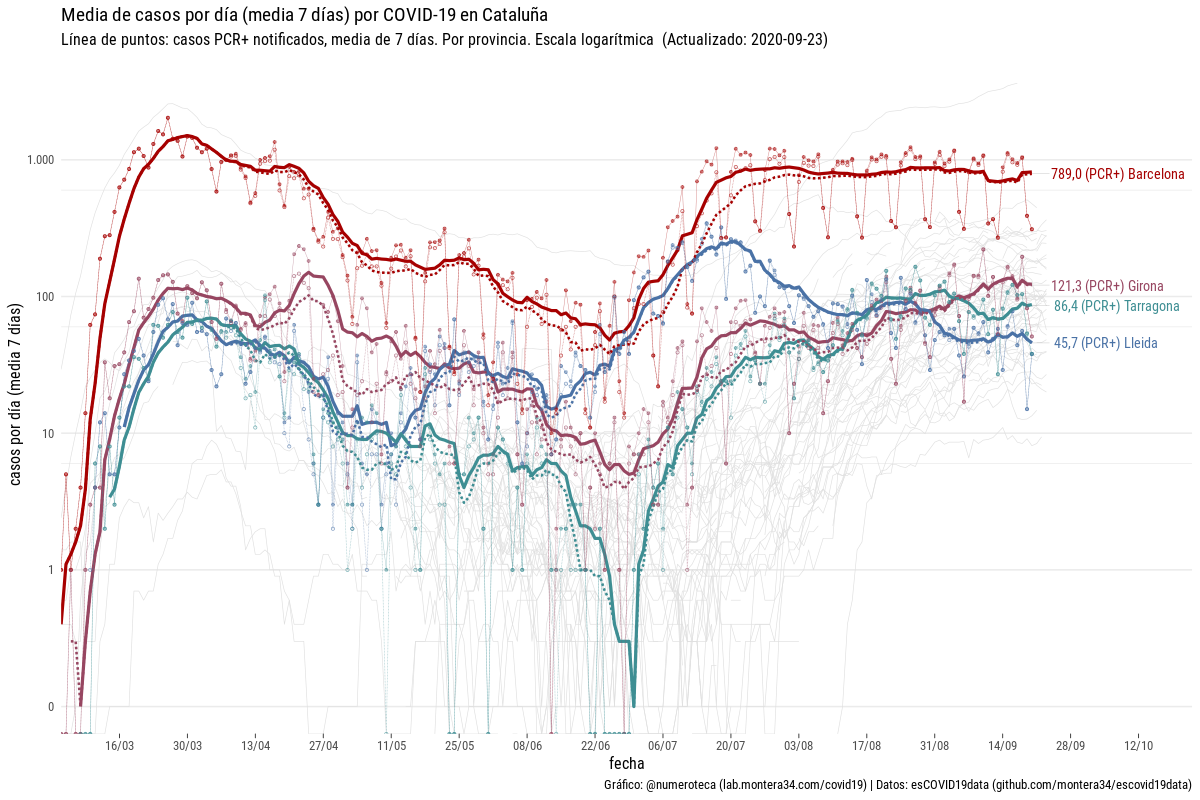 Media de casos por día (media 7 días) por COVID-19 en Cataluña
Línea de puntos: casos PCR+ notificados, media de 7 días. Por provincia. Escala logarítmica  (Actualizado: 2020-09-23)
casos por día (media 7 días)
1.000
100
10
1
0
789,0 (PCR+) Barcelona
121,3 (PCR+) Girona
86,4 (PCR+) Tarragona
45,7 (PCR+) Lleida
16/03 30/03 13/04 27/04 11/05 25/05 08/06 22/06 06/07 20/07 03/08 17/08 31/08 14/09 28/09 12/10
fecha
Gráfico: @numeroteca (lab.montera34.com/covid19) | Datos: esCOVID19data (github.com/montera34/escovid19data)